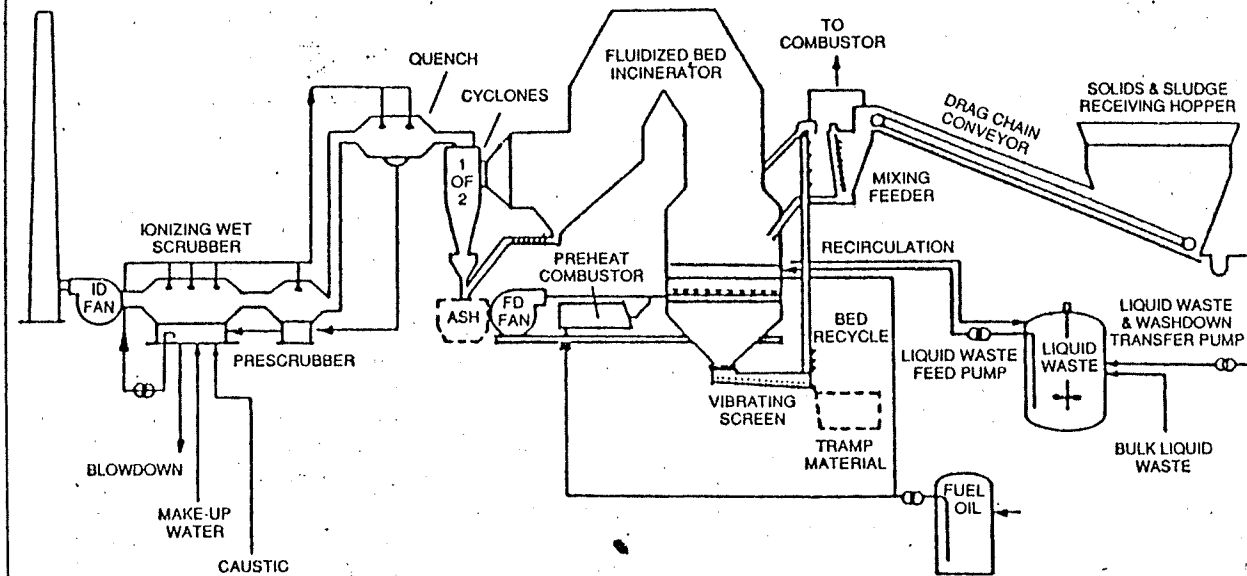 TO
COMBUSTOR
QUENCH
FLUIDIZED BED
INCINERATOR
CYCLONES
SOLIDS & SLUDGE
RECEIVING HOPPER
DRAG CHAIN
CONVEYOR
1
OF
2
MIXING
FEEDER
IONIZING WET
SCRUBBER
RECIRCULATION
PREHEAT
COMBUSTOR
ID
FAN
ASH
FD
FAN
BED
RECYCLE
LIQUID WASTE
& WASHDOWN
TRANSFER PUMP
PRESCRUBBER
LIQUID WASTE
FEED PUMP
LIQUID
WASTE
VIBRATING
SCREEN
TRAMP
MATERIAL
BLOWDOWN
BULK LIQUID
WASTE
MAKE-UP
WATER
FUEL
OIL
CAUSTIC